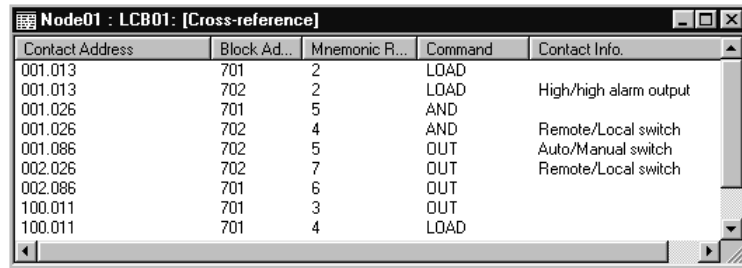 Node01 : LCB01: [Cross-reference]
Contact Address Block Ad... Mnemonic R... Command Contact Info.
001.013 701 2 LOAD
001.013 702 2 LOAD High/high alarm output
001.026 701 5 AND
001.026 702 4 AND Remote/Local switch
001.086 702 5 OUT Auto/Manual switch
002.026 702 7 OUT Remote/Local switch
002.086 701 6 OUT
100.011 701 3 OUT
100.011 701 4 LOAD